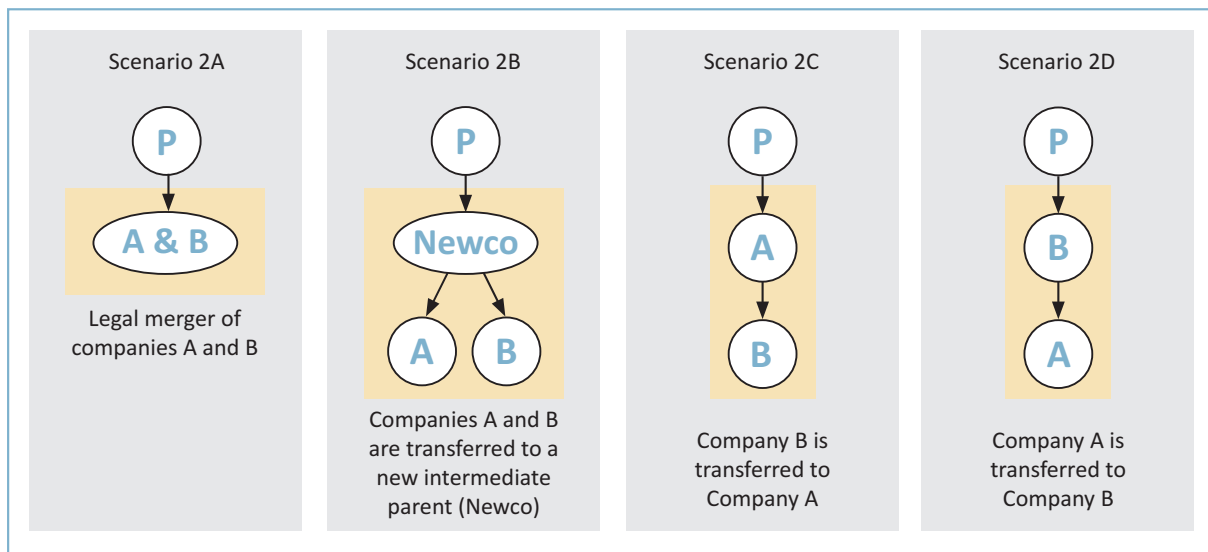 Scenario 2A
P
A & B
Legal merger of
companies A and B
Scenario 2B
P
Newco
A
B
Companies A and B
are transferred to a
new intermediate
parent (Newco)
Scenario 2C
P
A
B
Company B is
transferred to
Company A
Scenario 2D
P
B
A
Company A is
transferred to
Company B